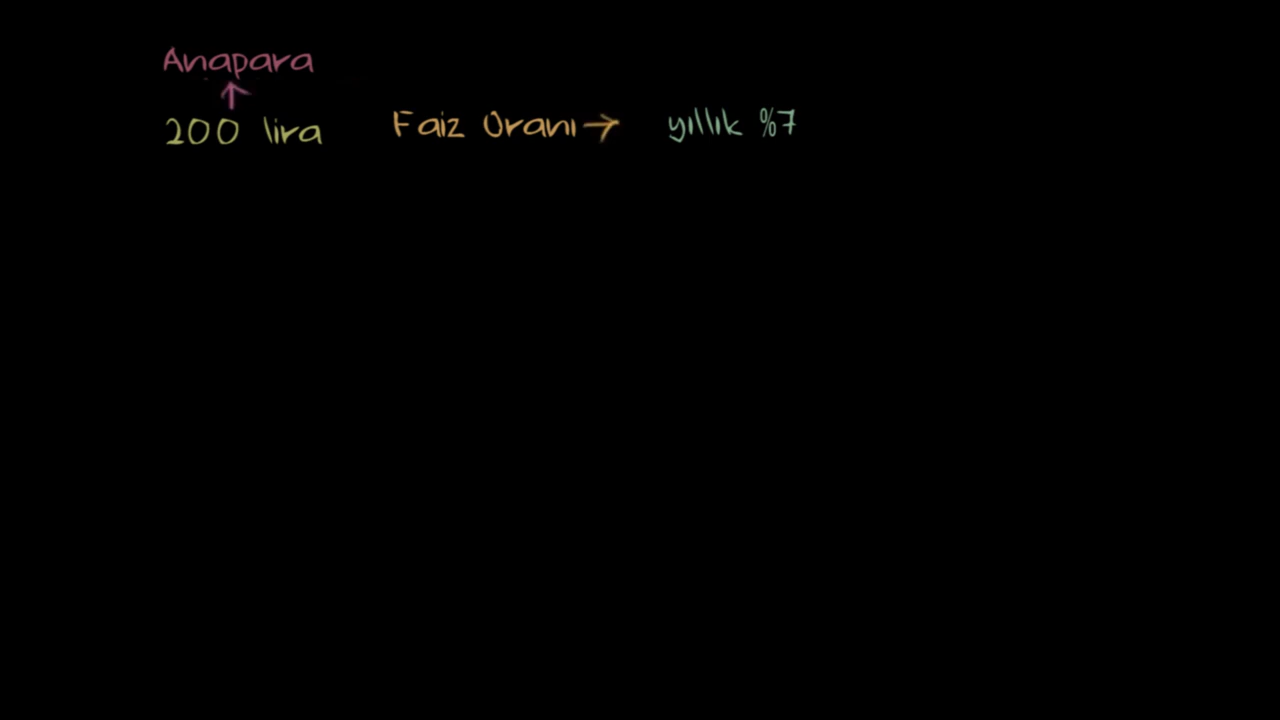 Anapara
200 lira Faiz Oranı → yıllık %7